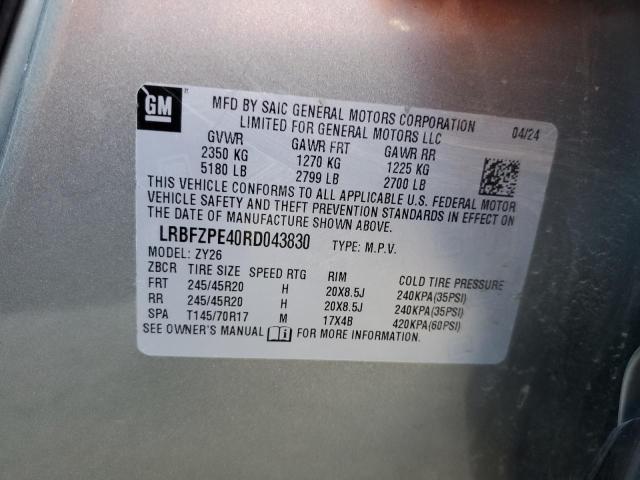 GM
MFD BY SAIC GENERAL MOTORS CORPORATION
LIMITED FOR GENERAL MOTORS LLC 04/24
GVWR GAWR FRT GAWR RR
2350 KG 1270 KG 1225 KG
5180 LB 2799 LB 2700 LB
THIS VEHICLE CONFORMS TO ALL APPLICABLE U.S. FEDERAL MOTOR
VEHICLE SAFETY AND THEFT PREVENTION STANDARDS IN EFFECT ON
THE DATE OF MANUFACTURE SHOWN ABOVE.
LRBFZPE40RD043830 TYPE: M.P.V.
MODEL: ZY26
ZBCR TIRE SIZE SPEED RTG RIM COLD TIRE PRESSURE
FRT 245/45R20 H 20X8.5J 240KPA(35PSI)
RR 245/45R20 H 20X8.5J 240KPA(35PSI)
SPA T145/70R17 M 17X4B 420KPA(60PSI)
SEE OWNER'S MANUAL FOR MORE INFORMATION.